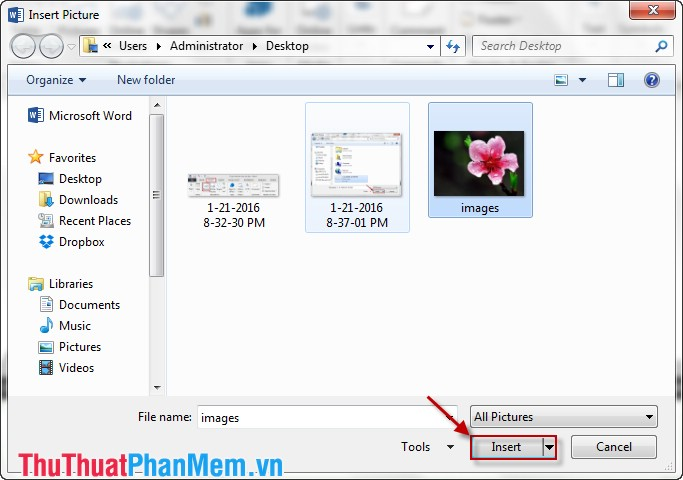 Insert Picture
« Users Administrator Desktop
Search Desktop
Organize
New folder
Microsoft Word
Favorites
Desktop
Downloads
Recent Places
Dropbox
Libraries
Documents
Music
Pictures
Videos
1-21-2016
8-32-30 PM
1-21-2016
8-37-01 PM
images
File name: images
All Pictures
Tools
Insert
Cancel
ThuThuatPhanMem.vn